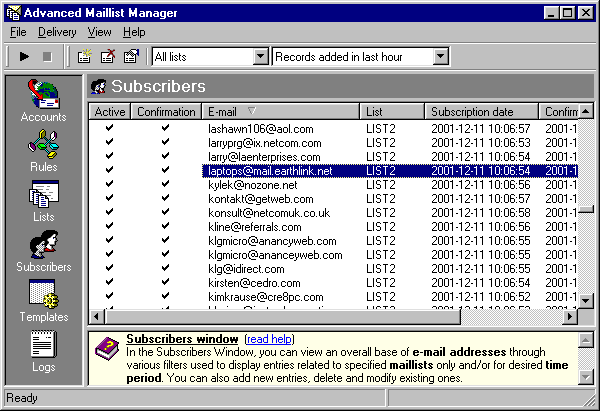 Advanced Maillist Manager
File Delivery View Help
All lists Records added in last hour
Accounts
Rules
Lists
Subscribers
Templates
Logs
Subscribers
Active Confirmation E-mail List Subscription date Confirm
lashawn106@aol.com LIST2 2001-12-11 10:06:57 2001-1
larryprg@ix.netcom.com LIST2 2001-12-11 10:06:53 2001-1
larry@laenterprises.com LIST2 2001-12-11 10:06:54 2001-1
laptops@mail.earthlink.net LIST2 2001-12-11 10:06:54 2001-1
kylek@nozone.net LIST2 2001-12-11 10:06:56 2001-1
kontakt@getweb.com LIST2 2001-12-11 10:06:57 2001-1
konsult@netcomuk.co.uk LIST2 2001-12-11 10:06:58 2001-1
kline@referrals.com LIST2 2001-12-11 10:06:56 2001-1
klgmicro@anancyweb.com LIST2 2001-12-11 10:06:55 2001-1
klgmicro@ananceyweb.com LIST2 2001-12-11 10:06:55 2001-1
klg@idirect.com LIST2 2001-12-11 10:06:55 2001-1
kirsten@cedro.com LIST2 2001-12-11 10:06:54 2001-1
kimkrause@cre8pc.com LIST2 2001-12-11 10:06:52 2001-1
Subscribers window (read help)
In the Subscribers Window, you can view an overall base of e-mail addresses through
various filters used to display entries related to specified maillists only and/or for desired time
period. You can also add new entries, delete and modify existing ones.
Ready